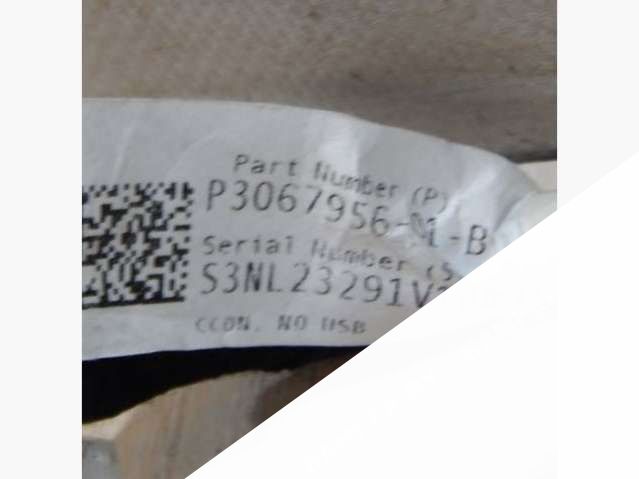 Part Number (P)
P3067956-01-B
Serial Number (S
S3NL23291V
CCON. NO USB